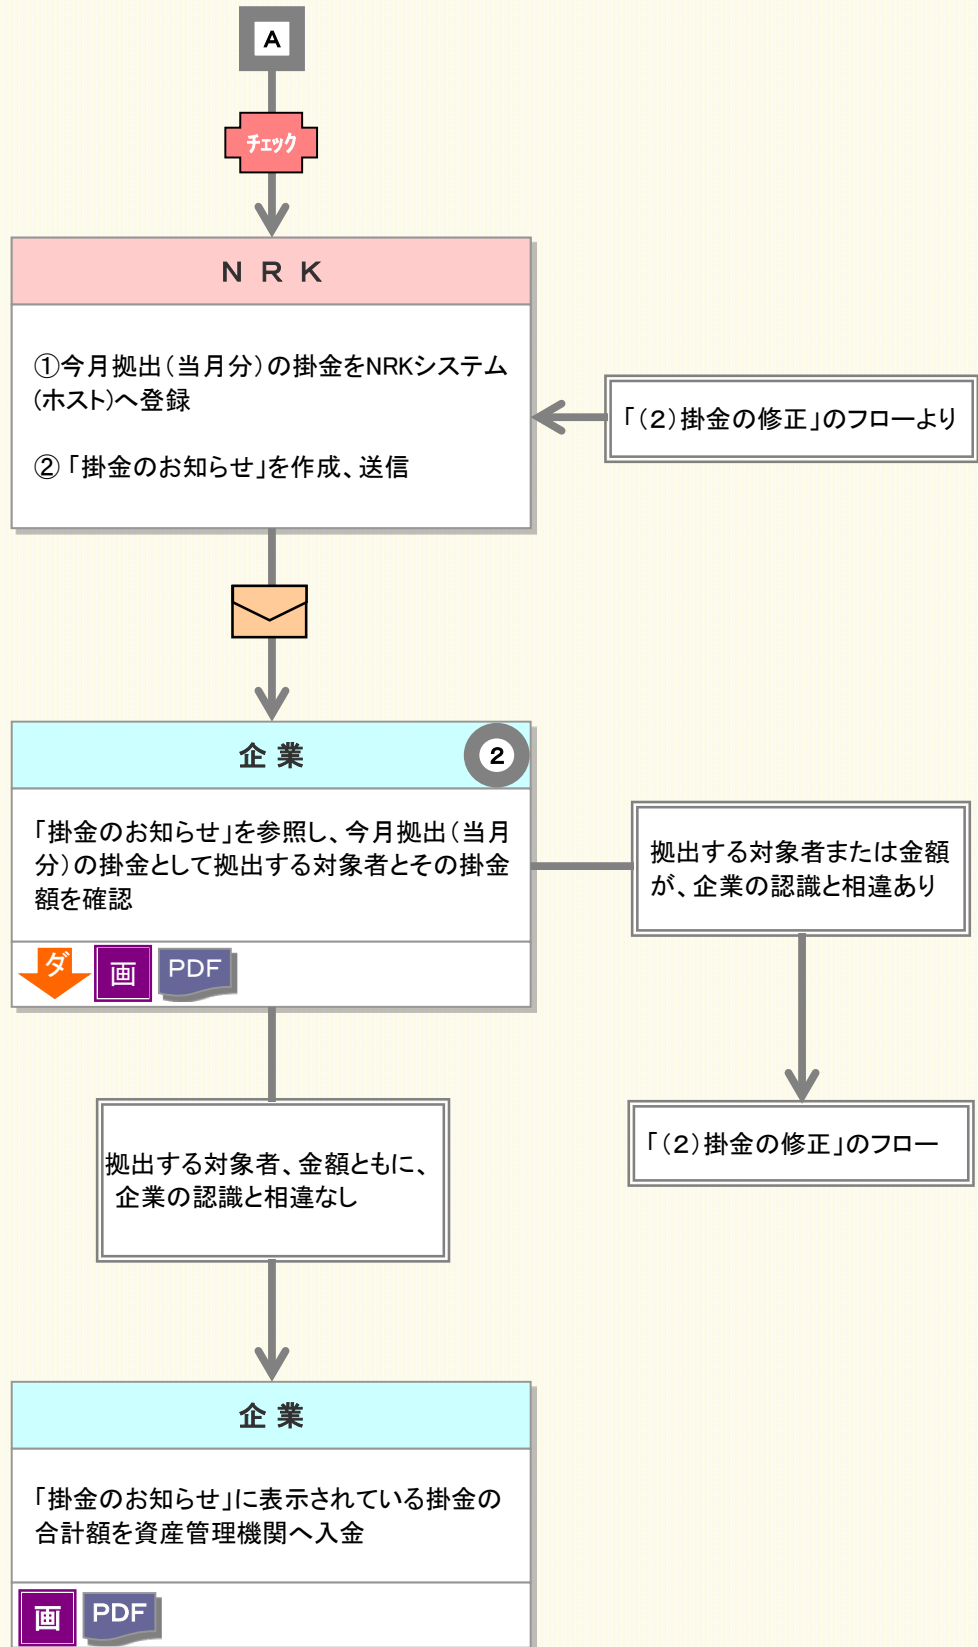 A
チェック
NRK
①今月拠出(当月分)の掛金をNRKシステム
(ホスト)へ登録
②「掛金のお知らせ」を作成、送信
「(2)掛金の修正」のフローより
企業
2
「掛金のお知らせ」を参照し、今月拠出(当月
分)の掛金として拠出する対象者とその掛金
額を確認
ダ
画
PDF
拠出する対象者または金額
が、企業の認識と相違あり
「(2)掛金の修正」のフロー
拠出する対象者、金額ともに、
企業の認識と相違なし
企業
「掛金のお知らせ」に表示されている掛金の
合計額を資産管理機関へ入金
画
PDF